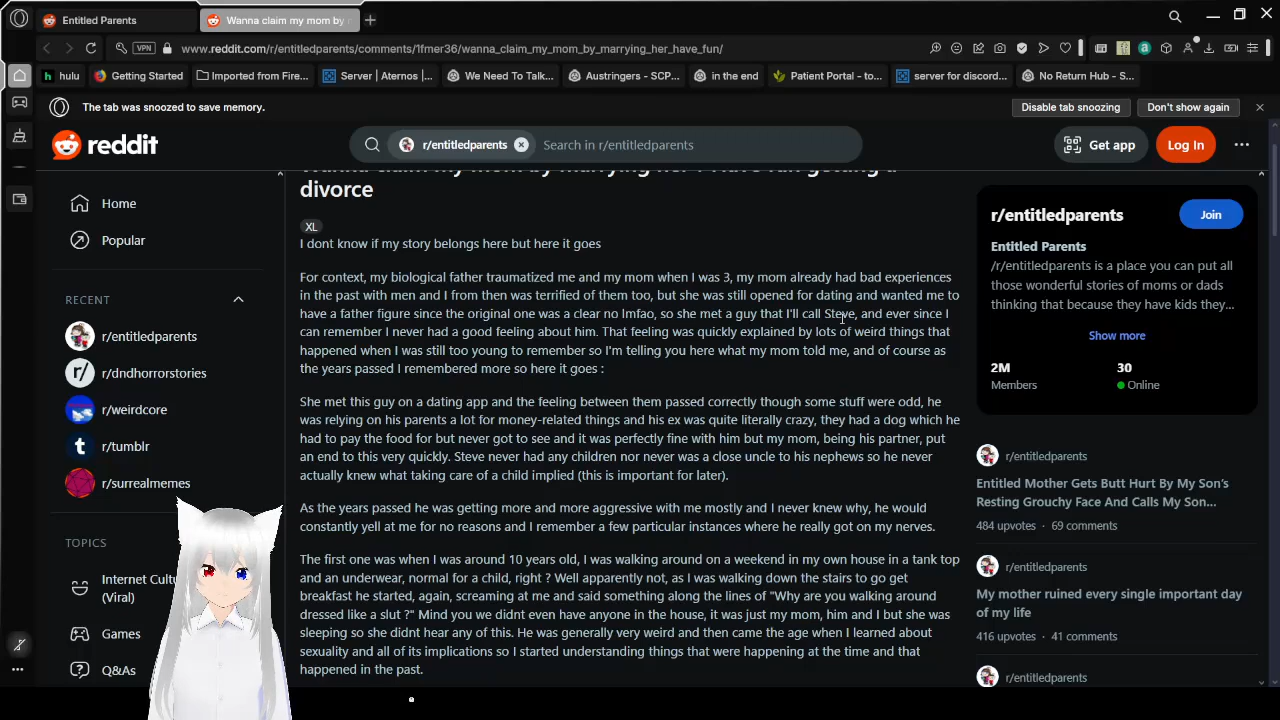 Entitled Parents
Wanna claim my mom by
VPN
www.reddit.com/r/entitledparents/comments/1fmer36/wanna_claim_my_mom_by_marrying_her_have_fun/
hulu
Getting Started
Imported from Fire...
Server | Aternos |...
We Need To Talk...
Austringers - SCP...
in the end
Patient Portal - to...
server for discord...
No Return Hub - S...
The tab was snoozed to save memory.
Disable tab snoozing
Don't show again
reddit
r/entitledparents
Search in r/entitledparents
Get app
Log In
Home
Popular
RECENT
r/entitledparents
r/dndhorrorstories
r/weirdcore
r/tumblr
r/surrealmemes
TOPICS
Internet Cultu
(Viral)
Games
Q&As
Wanna claim my mom by marrying her ? Have fun getting a
divorce
XL
I dont know if my story belongs here but here it goes
For context, my biological father traumatized me and my mom when I was 3, my mom already had bad experiences
in the past with men and I from then was terrified of them too, but she was still opened for dating and wanted me to
have a father figure since the original one was a clear no lmfao, so she met a guy that I'll call Steve, and ever since I
can remember I never had a good feeling about him. That feeling was quickly explained by lots of weird things that
happened when I was still too young to remember so I'm telling you here what my mom told me, and of course as
the years passed I remembered more so here it goes :
She met this guy on a dating app and the feeling between them passed correctly though some stuff were odd, he
was relying on his parents a lot for money-related things and his ex was quite literally crazy, they had a dog which he
had to pay the food for but never got to see and it was perfectly fine with him but my mom, being his partner, put
an end to this very quickly. Steve never had any children nor never was a close uncle to his nephews so he never
actually knew what taking care of a child implied (this is important for later).
As the years passed he was getting more and more aggressive with me mostly and I never knew why, he would
constantly yell at me for no reasons and I remember a few particular instances where he really got on my nerves.
The first one was when I was around 10 years old, I was walking around on a weekend in my own house in a tank top
and an underwear, normal for a child, right ? Well apparently not, as I was walking down the stairs to go get
breakfast he started, again, screaming at me and said something along the lines of "Why are you walking around
dressed like a slut ?" Mind you we didnt even have anyone in the house, it was just my mom, him and I but she was
sleeping so she didnt hear any of this. He was generally very weird and then came the age when I learned about
sexuality and all of its implications so I started understanding things that were happening at the time and that
happened in the past.
r/entitledparents
Join
Entitled Parents
/r/entitledparents is a place you can put all
those wonderful stories of moms or dads
thinking that because they have kids they...
Show more
2M
30
Members
Online
r/entitledparents
Entitled Mother Gets Butt Hurt By My Son's
Resting Grouchy Face And Calls My Son...
484 upvotes · 69 comments
r/entitledparents
My mother ruined every single important day
of my life
416 upvotes · 41 comments
r/entitledparents